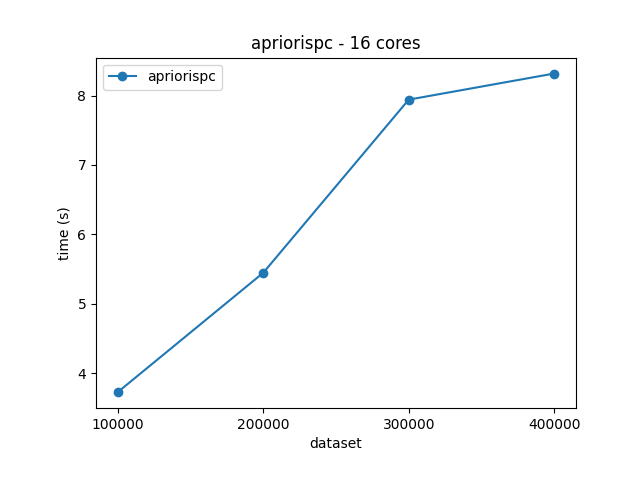 apriorispc - 16 cores
apriorispc
8
7
6
5
4
time (s)
100000 200000 300000 400000
dataset